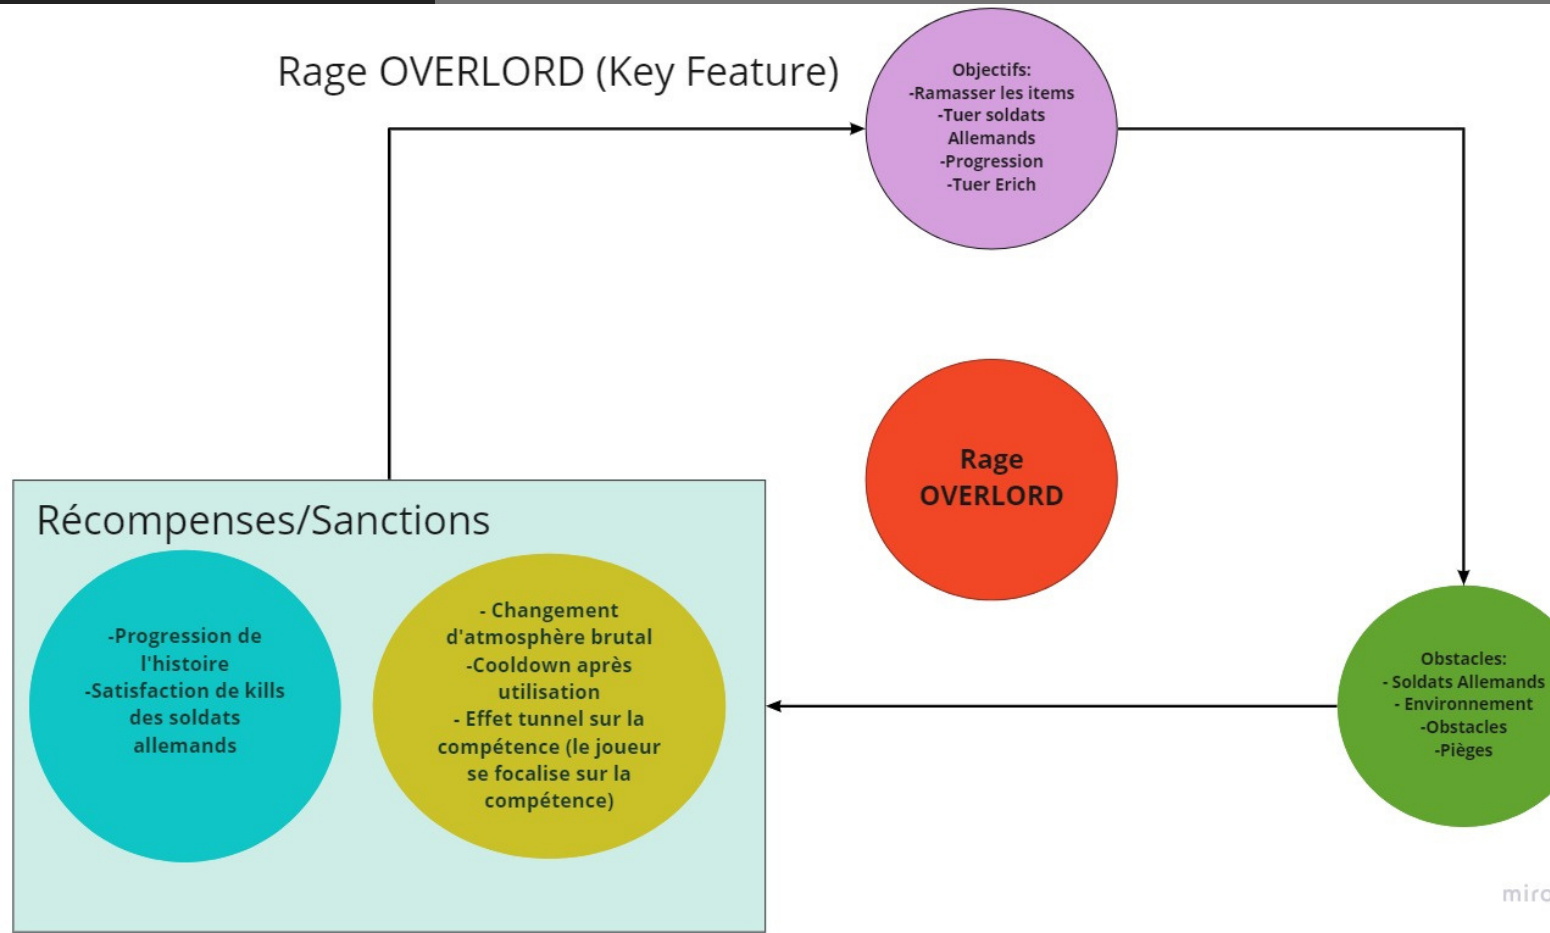 Rage OVERLORD (Key Feature)
Objectifs:
-Ramasser les items
-Tuer soldats
Allemands
-Progression
-Tuer Erich
Rage
OVERLORD
Récompenses/Sanctions
-Progression de
l'histoire
-Satisfaction de kills
des soldats
allemands
- Changement
d'atmosphère brutal
-Cooldown après
utilisation
- Effet tunnel sur la
compétence (le joueur
se focalise sur la
compétence)
Obstacles:
- Soldats Allemands
- Environnement
-Obstacles
-Pièges